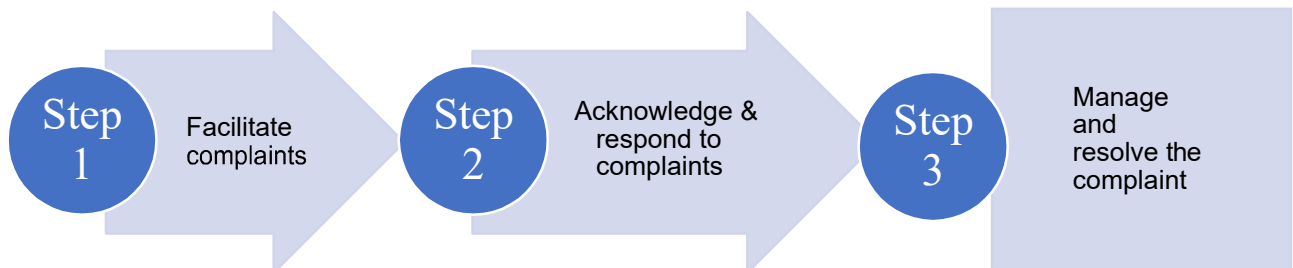 Step
1
Facilitate
complaints
Step
2
Acknowledge &
respond to
complaints
Step
3
Manage
and
resolve the
complaint